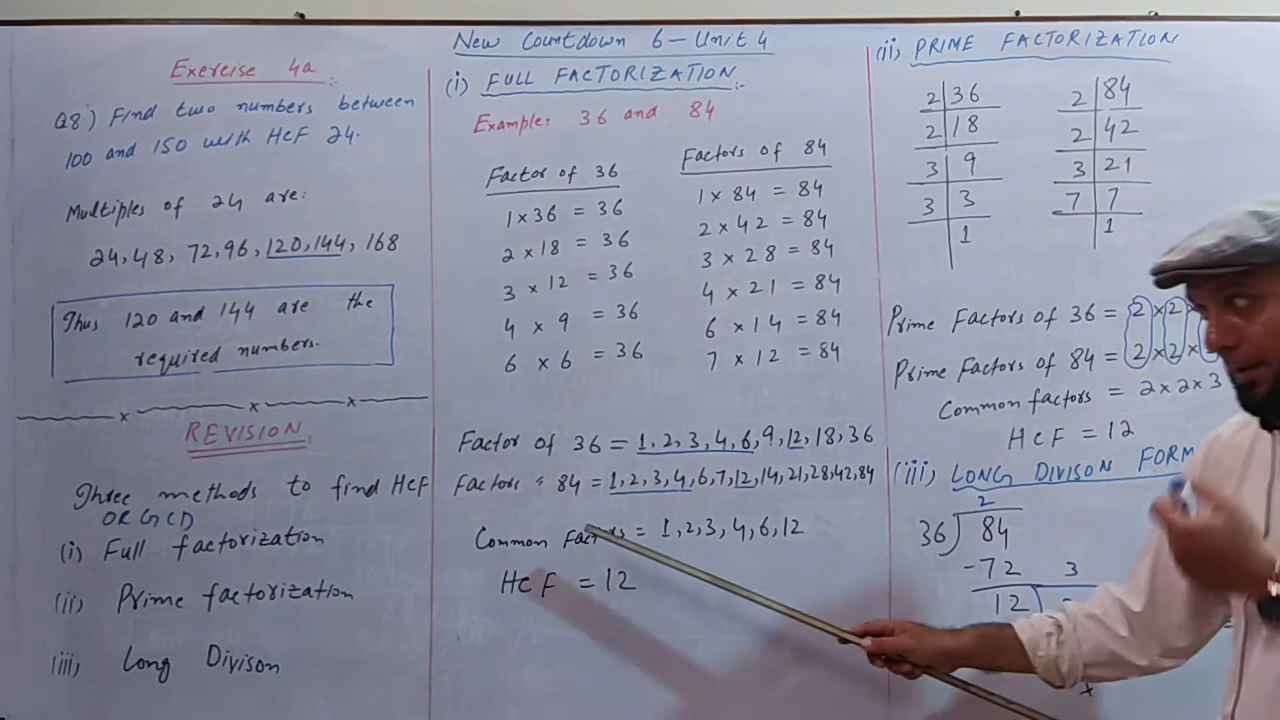 New Countdown 6 - Unit 4
Exercise 4a
Q8) Find two numbers between
100 and 150 with HCF 24.
Multiples of 24 are:
24, 48, 72, 96, 120, 144, 168
Thus 120 and 144 are the
required numbers.
REVISION
Three methods to find HCF
OR GCD
(i) Full factorization
(ii) Prime factorization
(iii) Long Divison
(i) FULL FACTORIZATION
Example: 36 and 84
Factor of 36
1 x 36 = 36
2 x 18 = 36
3 x 12 = 36
4 x 9 = 36
6 x 6 = 36
Factors of 84
1 x 84 = 84
2 x 42 = 84
3 x 28 = 84
4 x 21 = 84
6 x 14 = 84
7 x 12 = 84
Factor of 36 = 1, 2, 3, 4, 6, 9, 12, 18, 36
Factors " 84 = 1, 2, 3, 4, 6, 7, 12, 14, 21, 28, 42, 84
Common Factors = 1, 2, 3, 4, 6, 12
HCF = 12
(ii) PRIME FACTORIZATION
2 | 36
2 | 18
3 | 9
3 | 3
1
2 | 84
2 | 42
3 | 21
7 | 7
1
Prime Factors of 36 = 2 x 2 x
Prime Factors of 84 = 2 x 2 x
Common factors = 2 x 2 x 3
HCF = 12
(iii) LONG DIVISON FORM
2
36 ) 84
-72 3
12